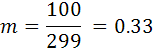 m = 100/299 = 0.33